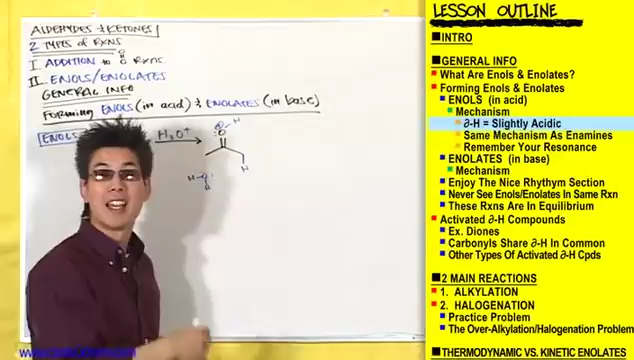 ALDEHYDES & KETONES
2 TYPES OF RXNS
I ADDITION to C=O RXNS
II. ENOLS/ENOLATES
GENERAL INFO
FORMING ENOLS (in acid) & ENOLATES (in base)
ENOLS
H3O+
O H
H
H-O:
LESSON OUTLINE
INTRO
GENERAL INFO
What Are Enols & Enolates?
Forming Enols & Enolates
ENOLS (in acid)
Mechanism
∂-H = Slightly Acidic
Same Mechanism As Enamines
Remember Your Resonance
ENOLATES (in base)
Mechanism
Enjoy The Nice Rhythym Section
Never See Enols/Enolates In Same Rxn
These Rxns Are In Equilibrium
Activated ∂-H Compounds
Ex. Diones
Carbonyls Share ∂-H In Common
Other Types Of Activated ∂-H Cpds
2 MAIN REACTIONS
1. ALKYLATION
2. HALOGENATION
Practice Problem
The Over-Alkylation/Halogenation Problem
THERMODYNAMIC VS. KINETIC ENOLATES